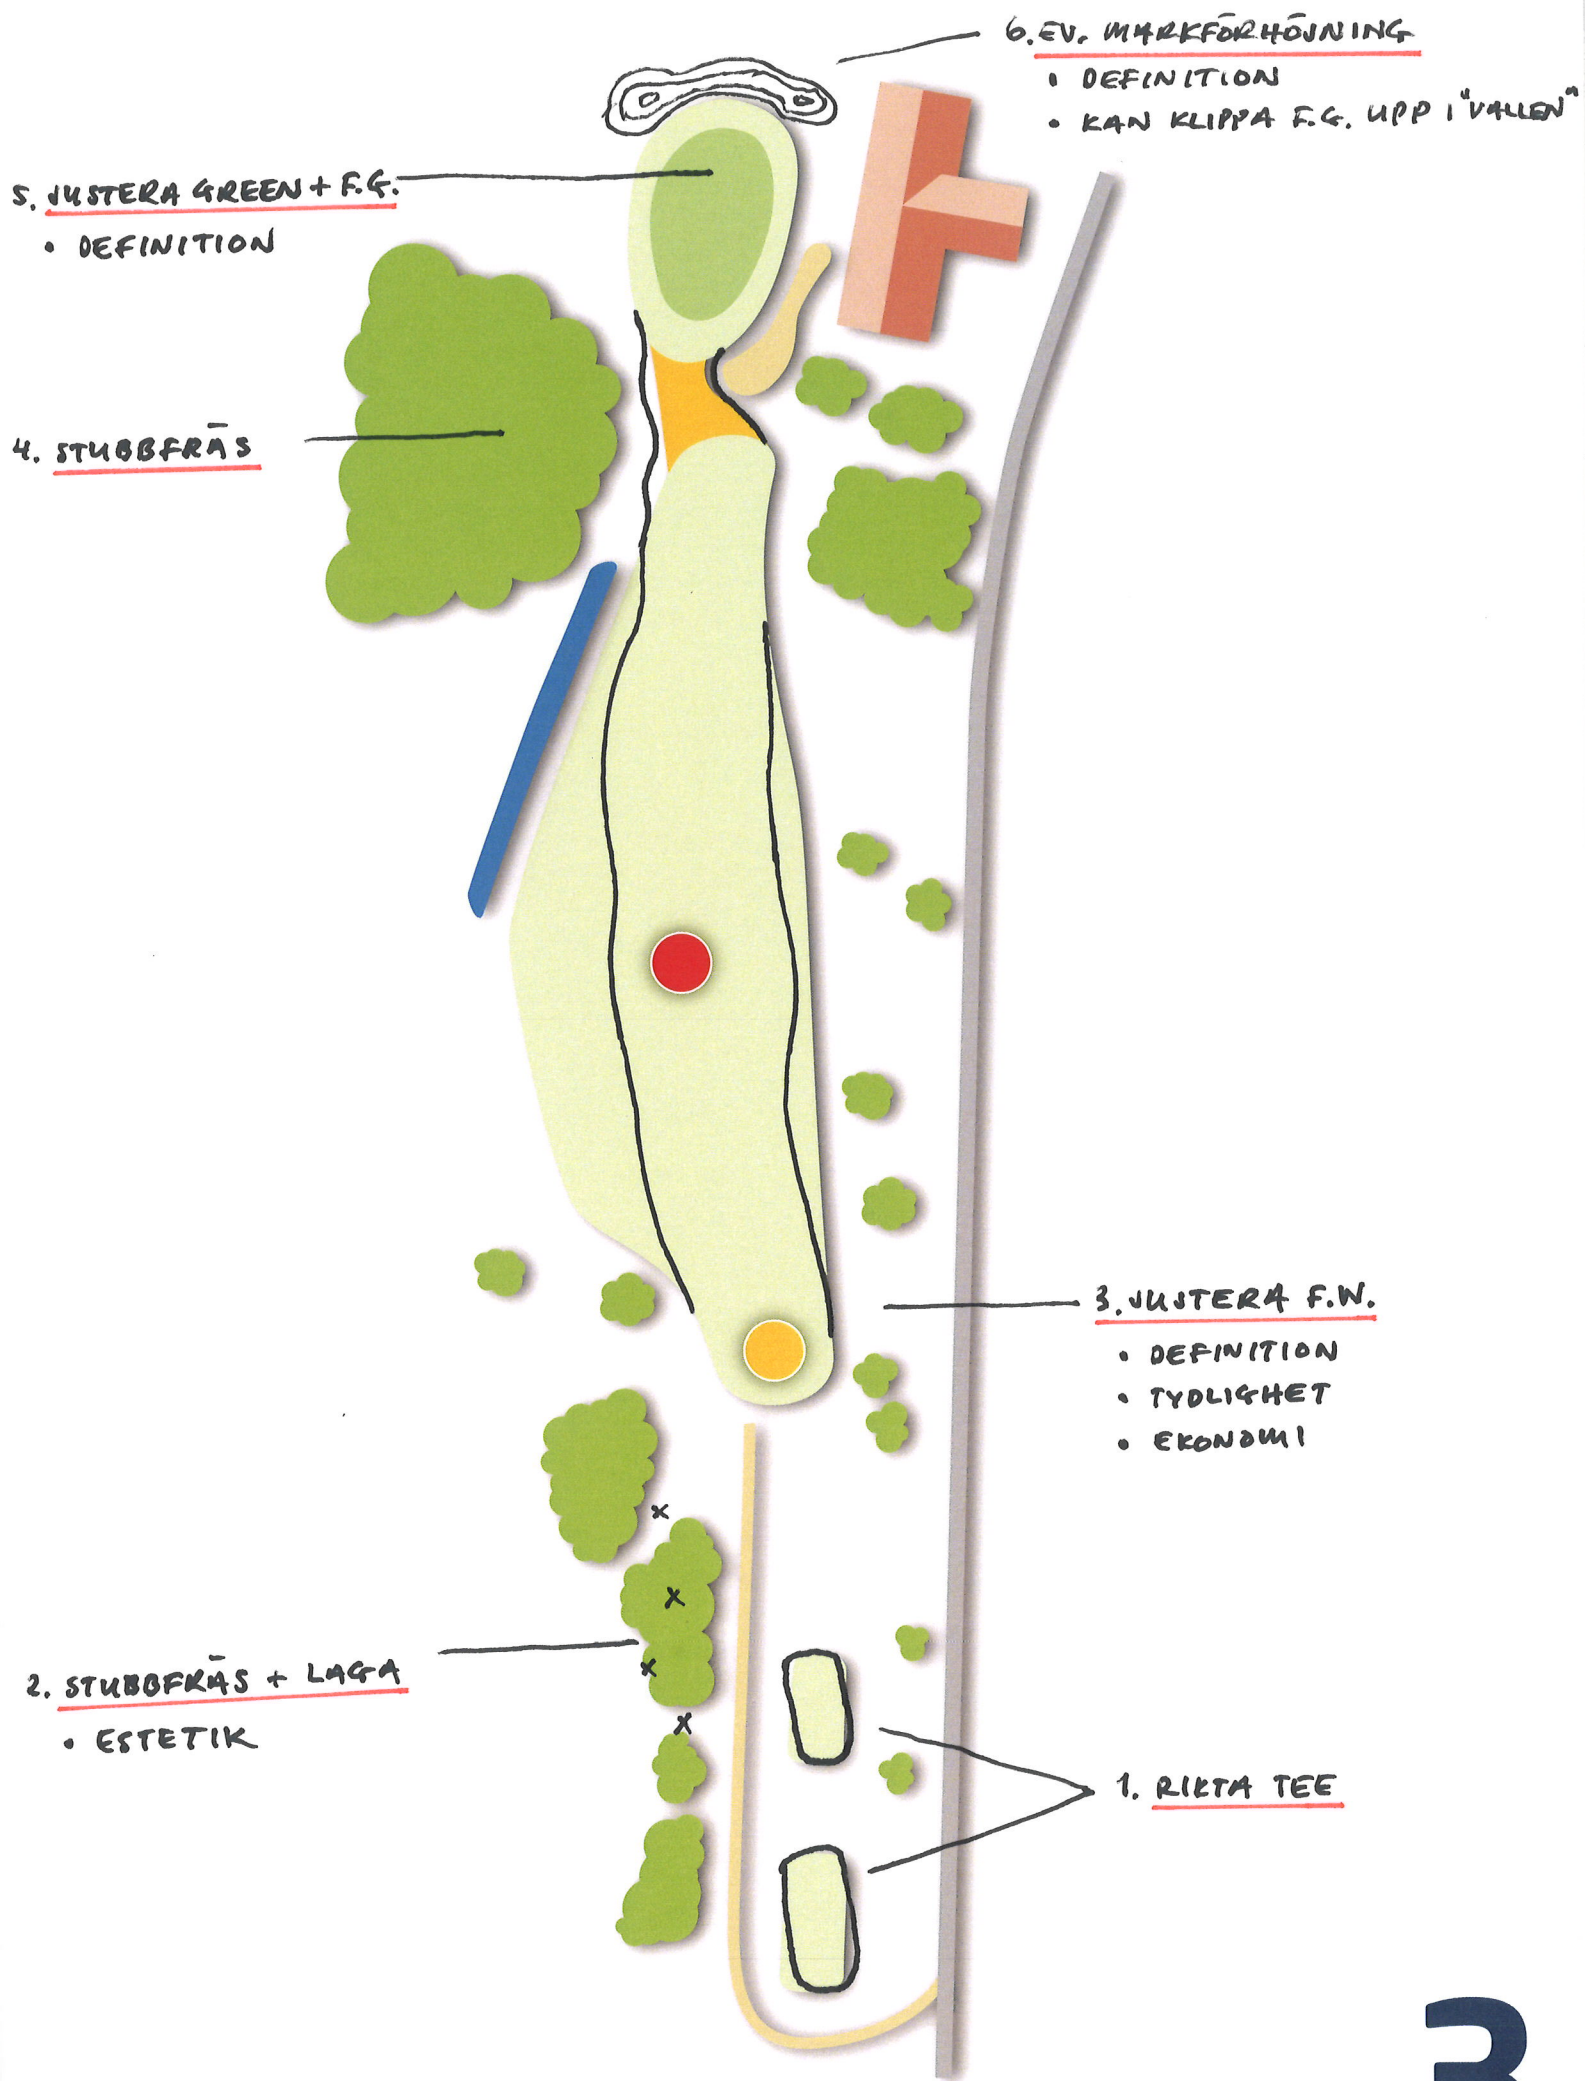 6. EV. MARKFÖRHÖJNING
• DEFINITION
• KAN KLIPPA F.G. UPP I "VALLEN"
5. JUSTERA GREEN + F.G.
• DEFINITION
4. STUBBFRÄS
3. JUSTERA F.W.
• DEFINITION
• TYDLIGHET
• EKONOMI
2. STUBBFRÄS + LAGA
• ESTETIK
1. RIKTA TEE
3